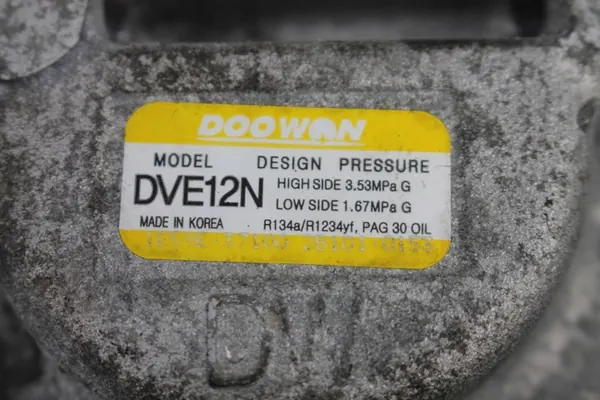 DOOWON
MODEL DESIGN PRESSURE
DVE12N HIGH SIDE 3.53MPa G
LOW SIDE 1.67MPa G
MADE IN KOREA R134a/R1234yf, PAG 30 OIL